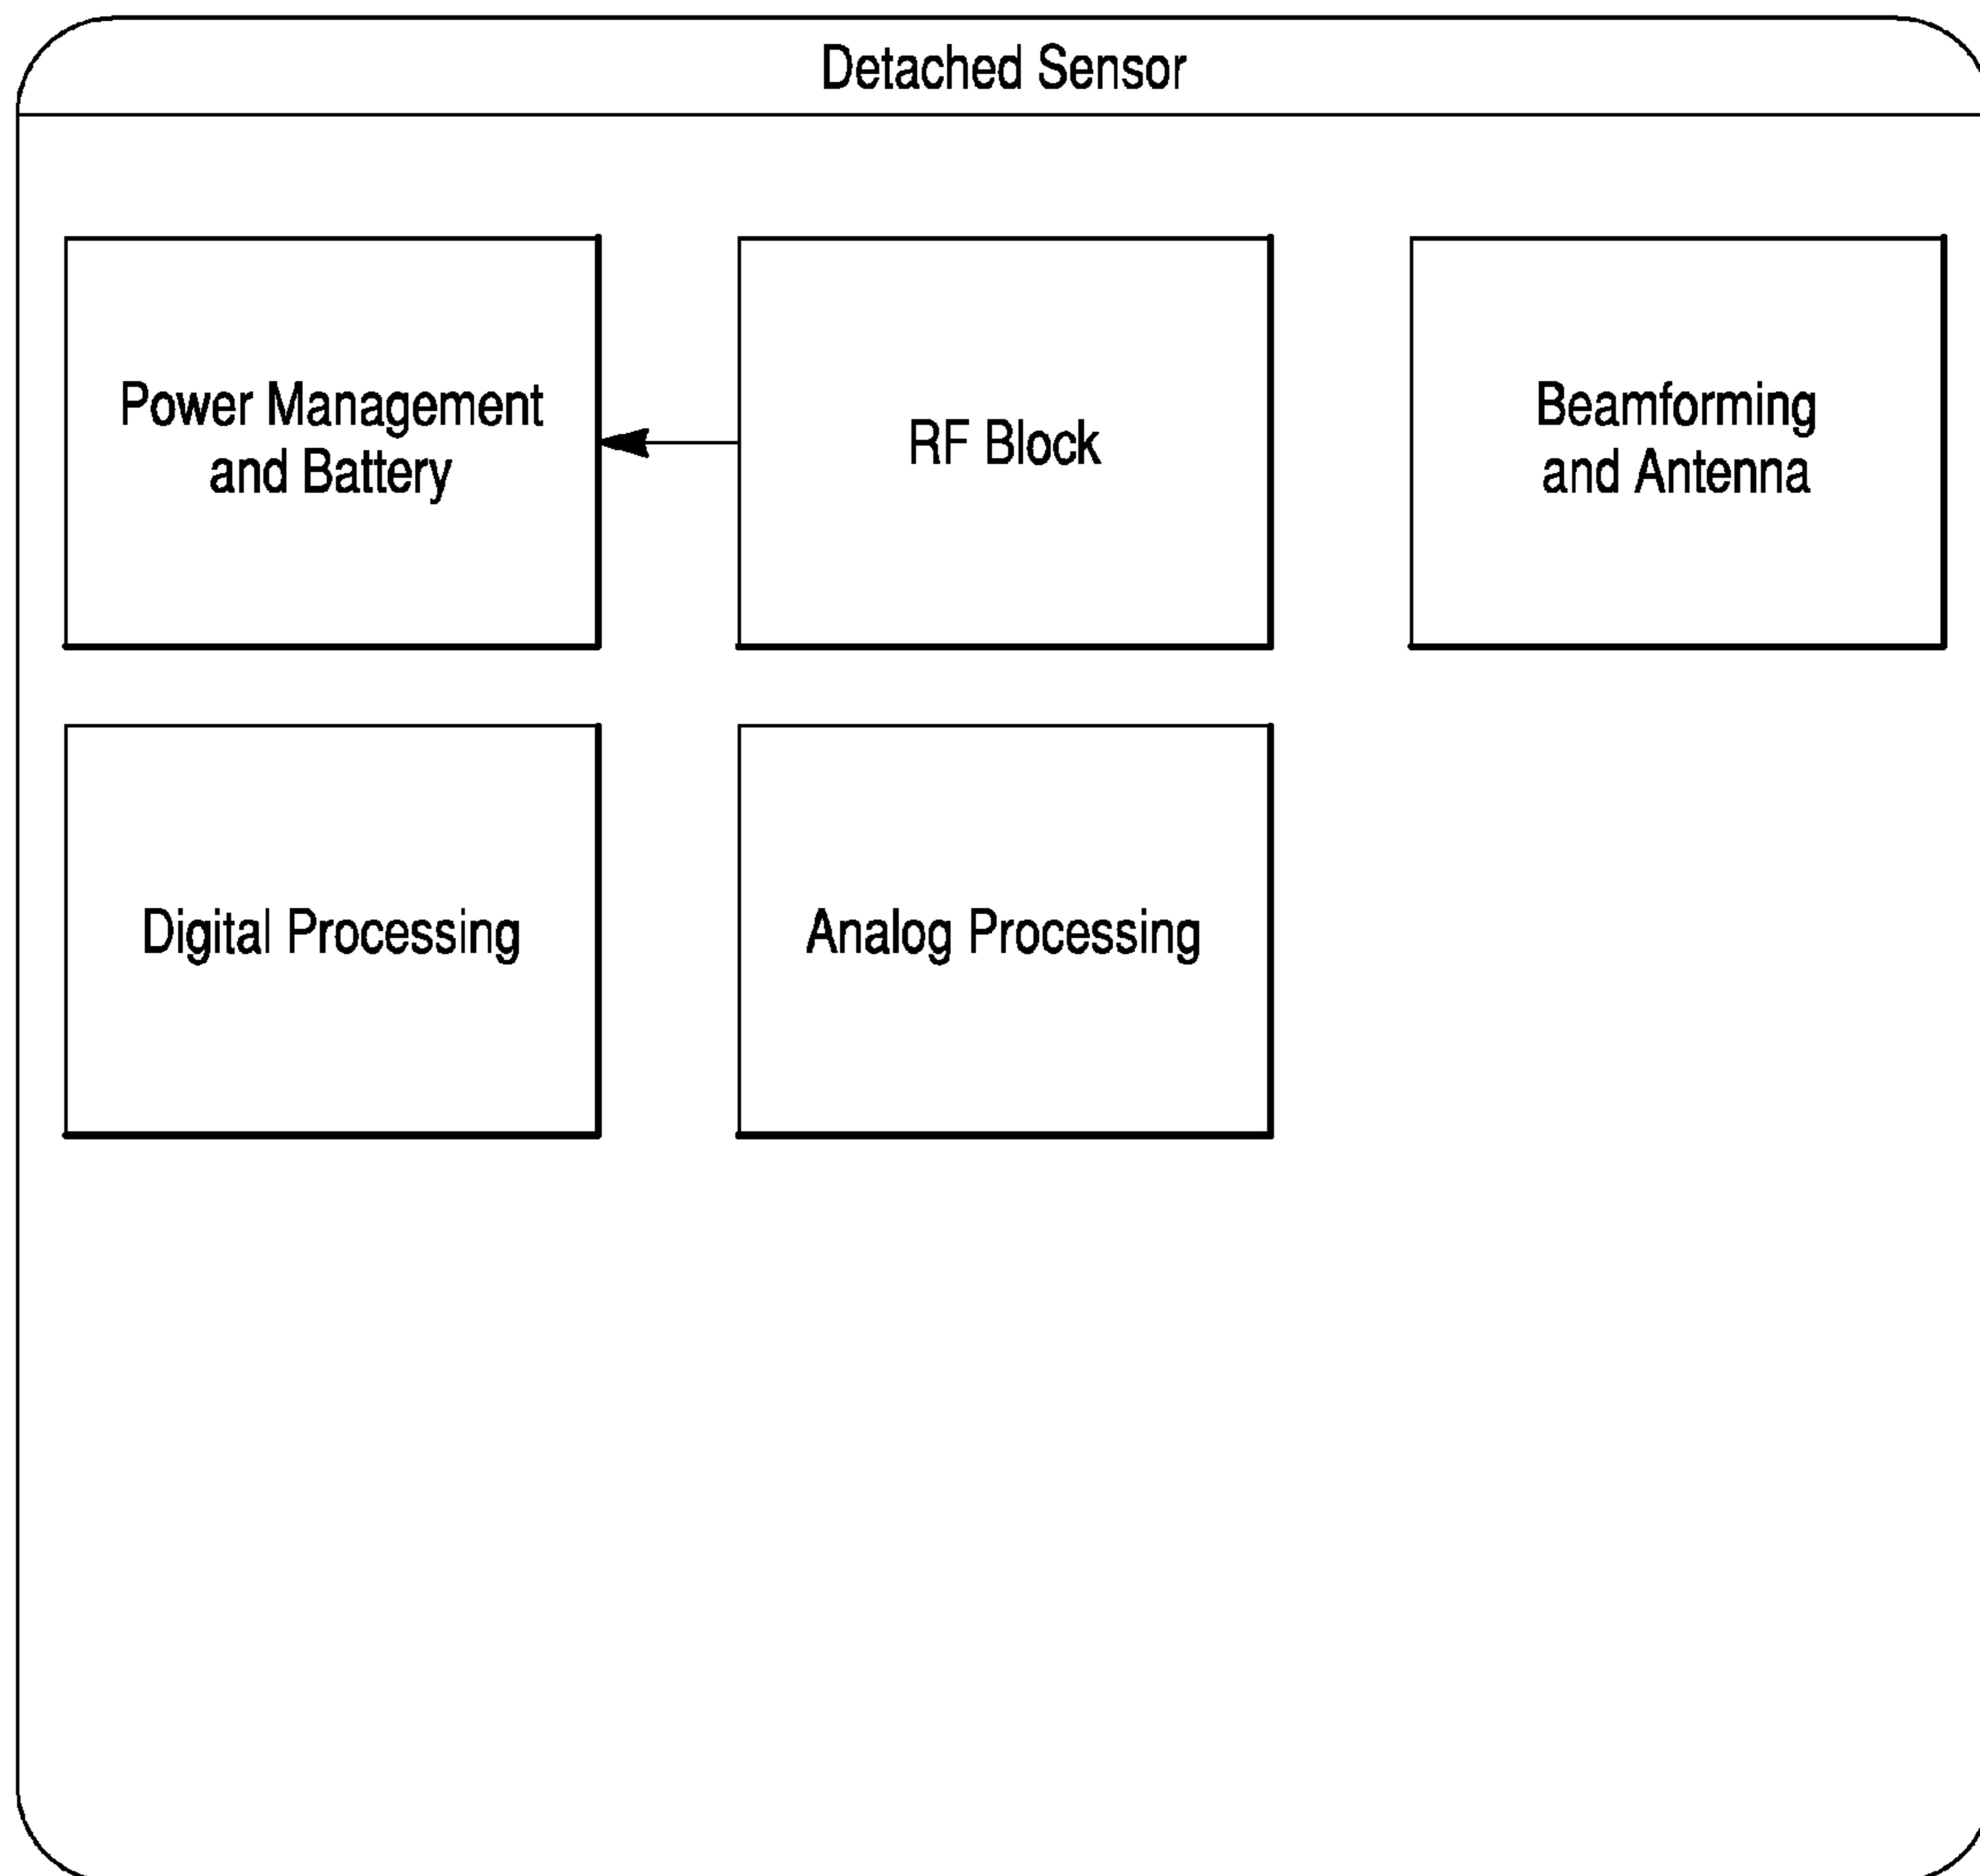 Detached Sensor
Power Management
and Battery
RF Block
Beamforming
and Antenna
Digital Processing
Analog Processing